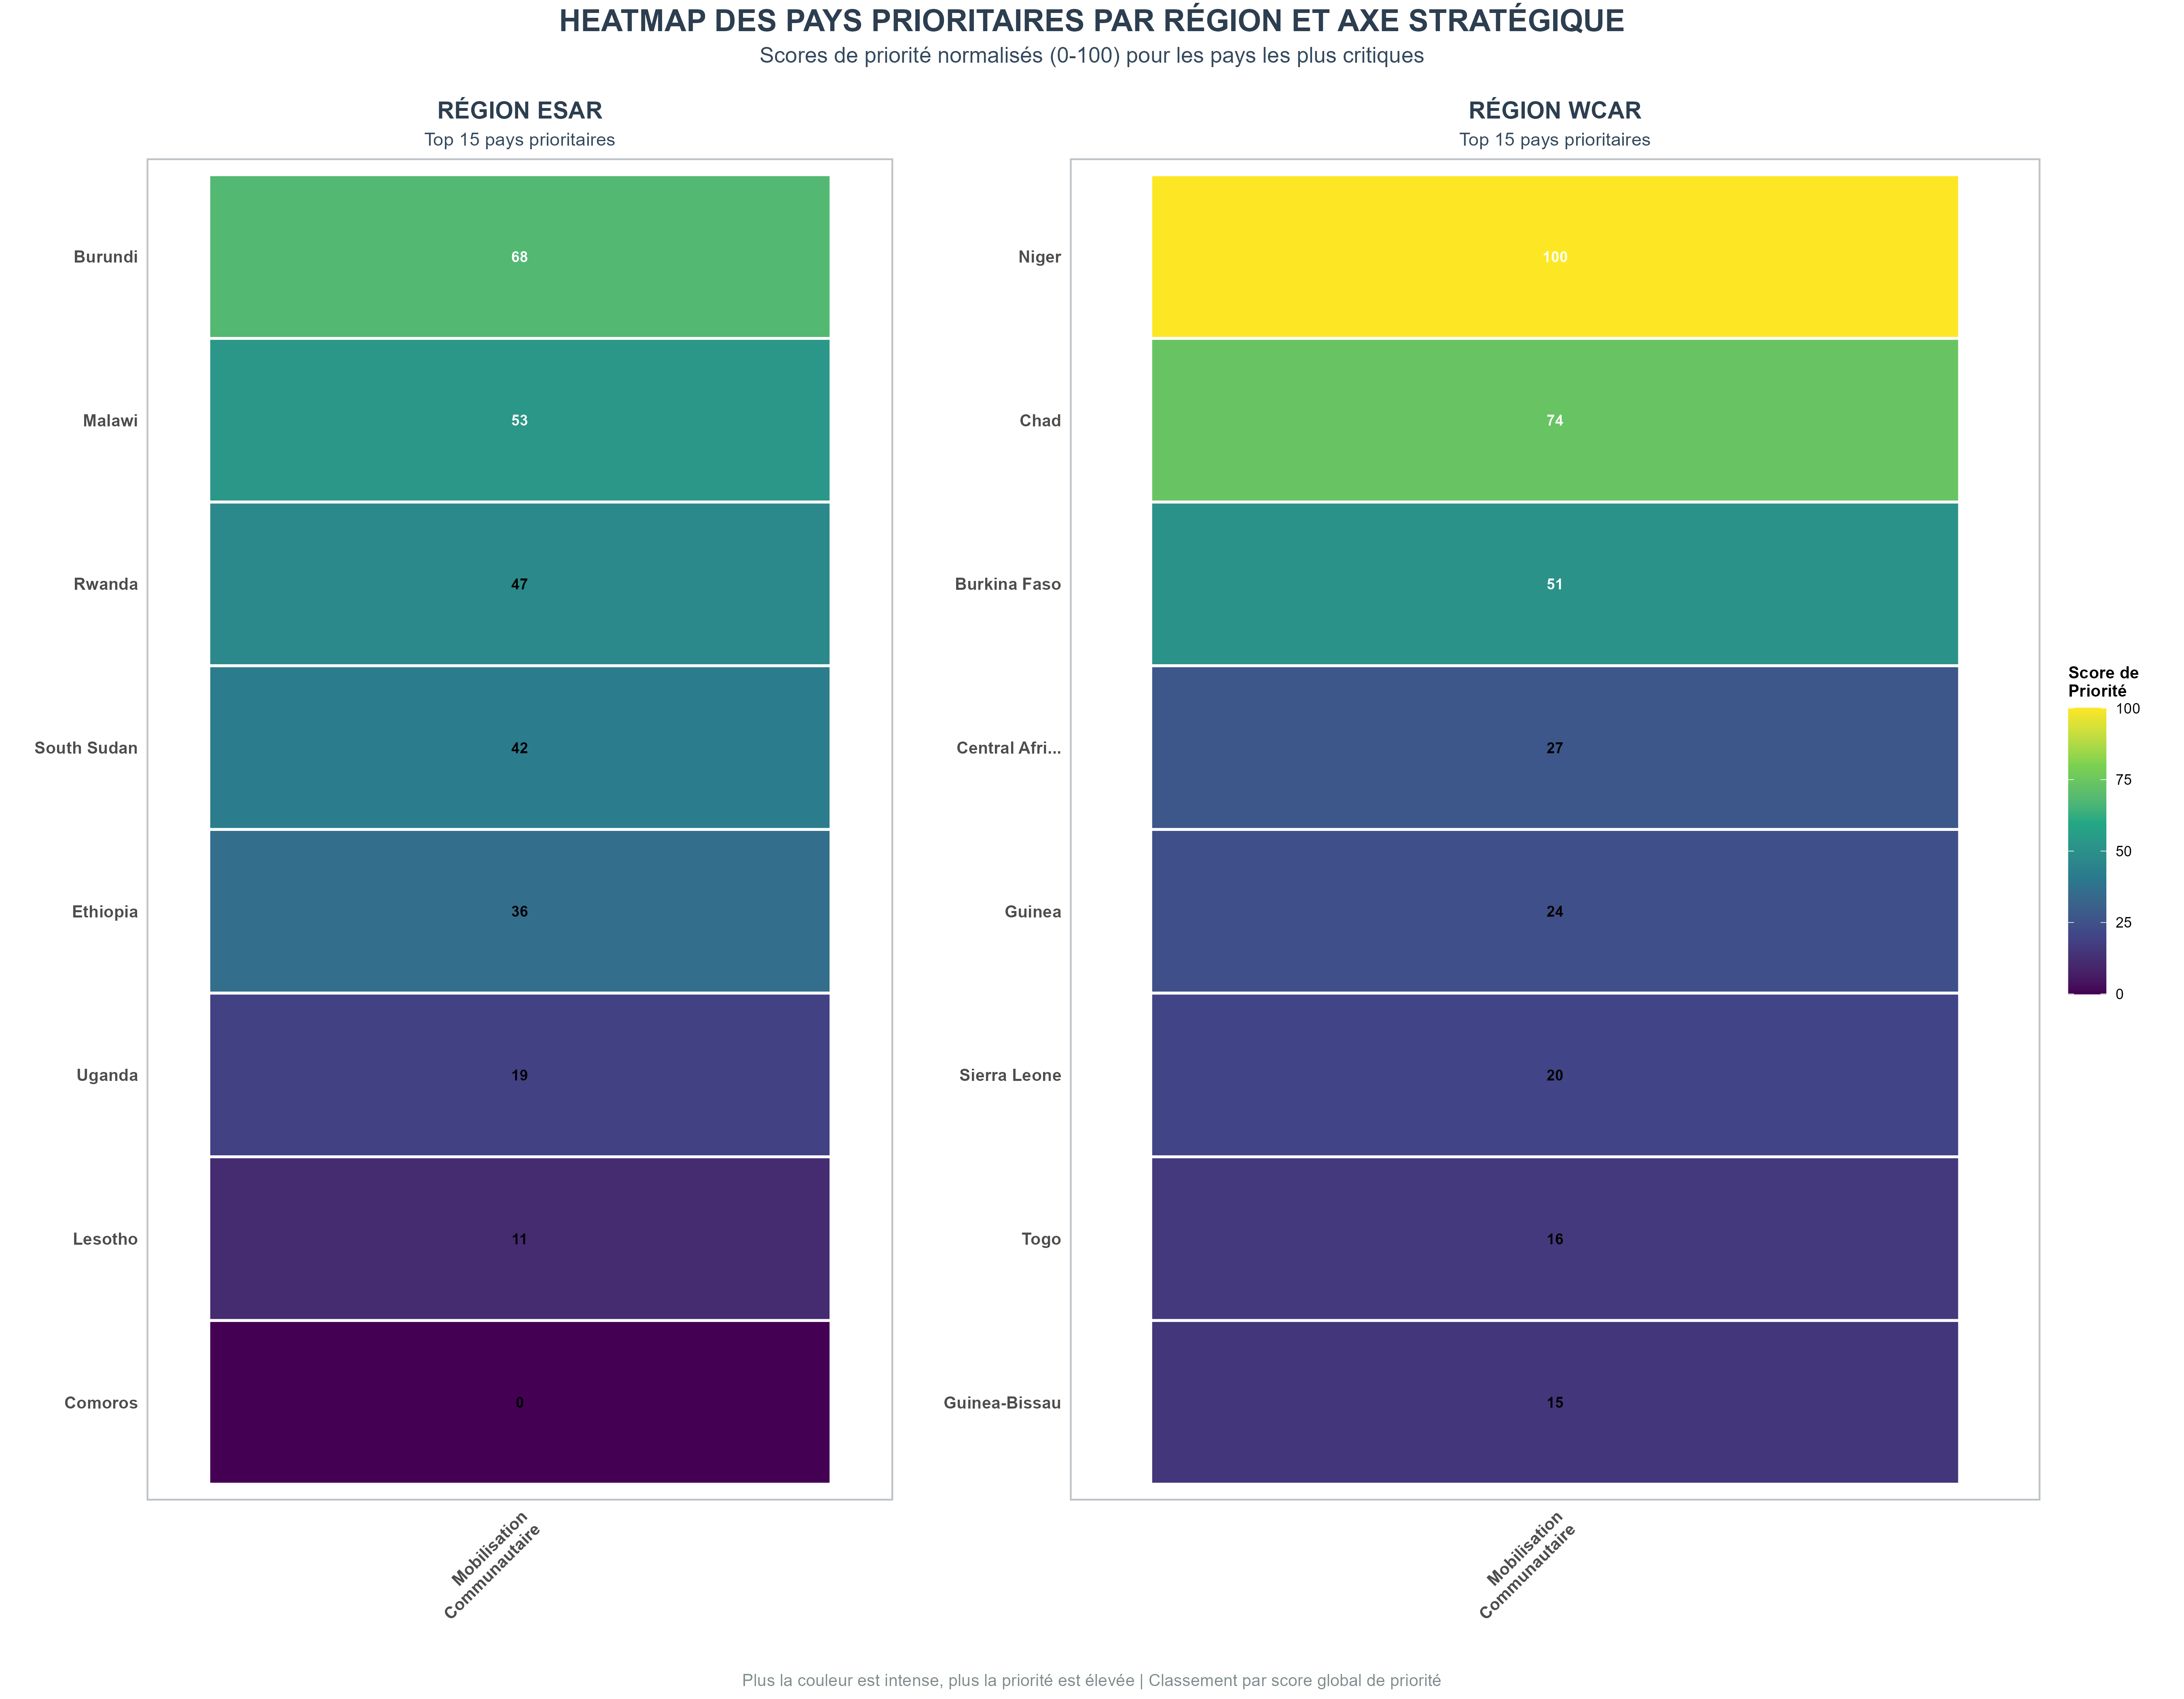 HEATMAP DES PAYS PRIORITAIRES PAR RÉGION ET AXE STRATÉGIQUE
Scores de priorité normalisés (0-100) pour les pays les plus critiques
RÉGION ESAR
Top 15 pays prioritaires
Burundi
68
Malawi
53
Rwanda
47
South Sudan
42
Ethiopia
36
Uganda
19
Lesotho
11
Comoros
0
Mobilisation
Communautaire
RÉGION WCAR
Top 15 pays prioritaires
Niger
100
Chad
74
Burkina Faso
51
Central Afri...
27
Guinea
24
Sierra Leone
20
Togo
16
Guinea-Bissau
15
Mobilisation
Communautaire
Score de
Priorité
100
75
50
25
0
Plus la couleur est intense, plus la priorité est élevée | Classement par score global de priorité